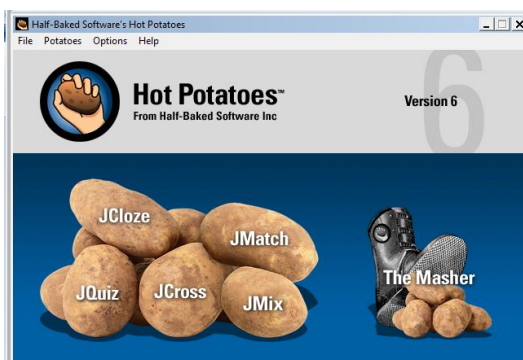 Half-Baked Software's Hot Potatoes
File Potatoes Options Help
6
Hot Potatoes™
From Half-Baked Software Inc
Version 6
JCloze
JMatch
JQuiz
JCross
JMix
The Masher